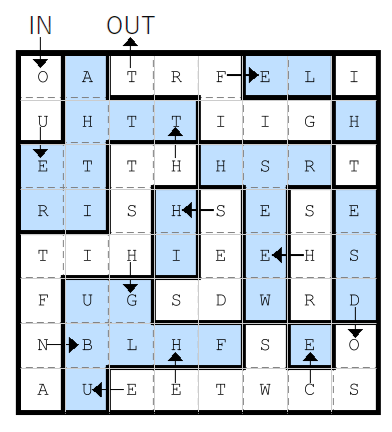 IN OUT
O A T R F E L I
U H T T I I G H
E T T H H S R T
R I S H S E S E
T I H I E E H S
F U G S D W R D
N B L H F S E O
A U E E T W C S